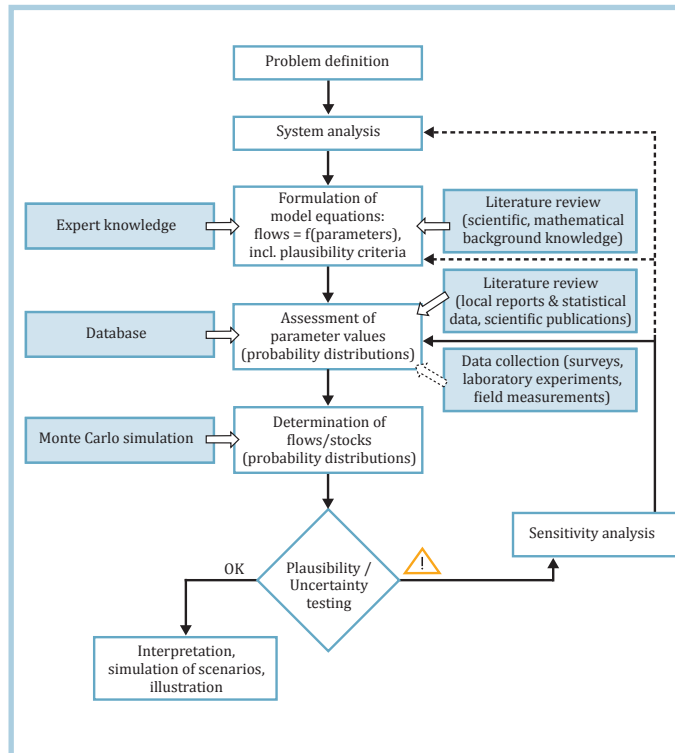 Problem definition
System analysis
Expert knowledge
Formulation of
model equations:
flows = f(parameters),
incl. plausibility criteria
Literature review
(scientific, mathematical
background knowledge)
Database
Assessment of
parameter values
(probability distributions)
Literature review
(local reports & statistical
data, scientific publications)
Data collection (surveys,
laboratory experiments,
field measurements)
Monte Carlo simulation
Determination of
flows/stocks
(probability distributions)
Sensitivity analysis
OK
Plausibility /
Uncertainty
testing
!
Interpretation,
simulation of scenarios,
illustration